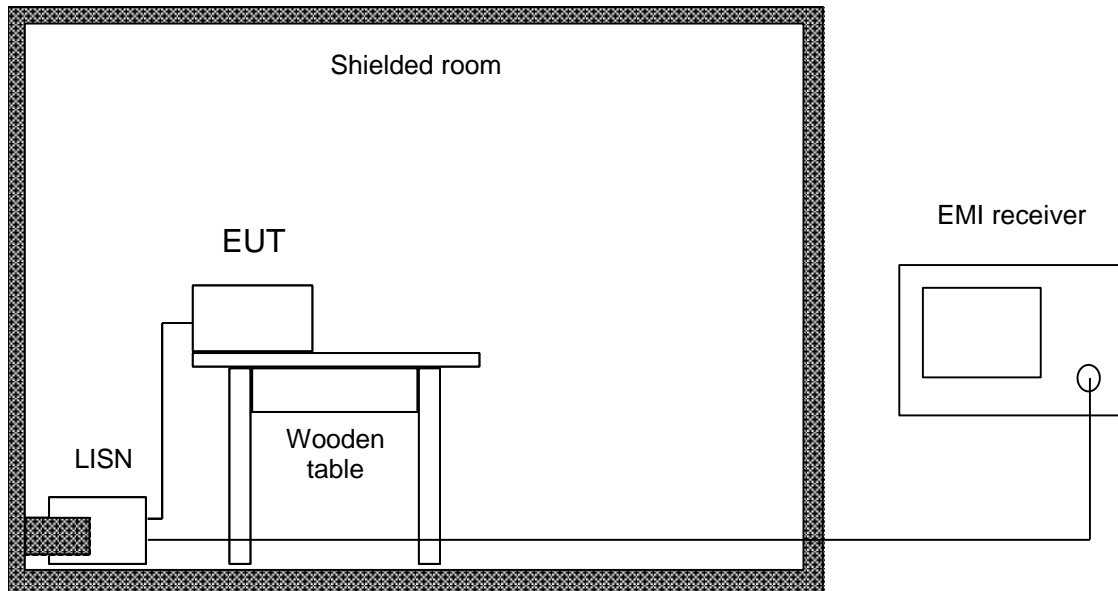 Shielded room
EMI receiver
EUT
Wooden
table
LISN